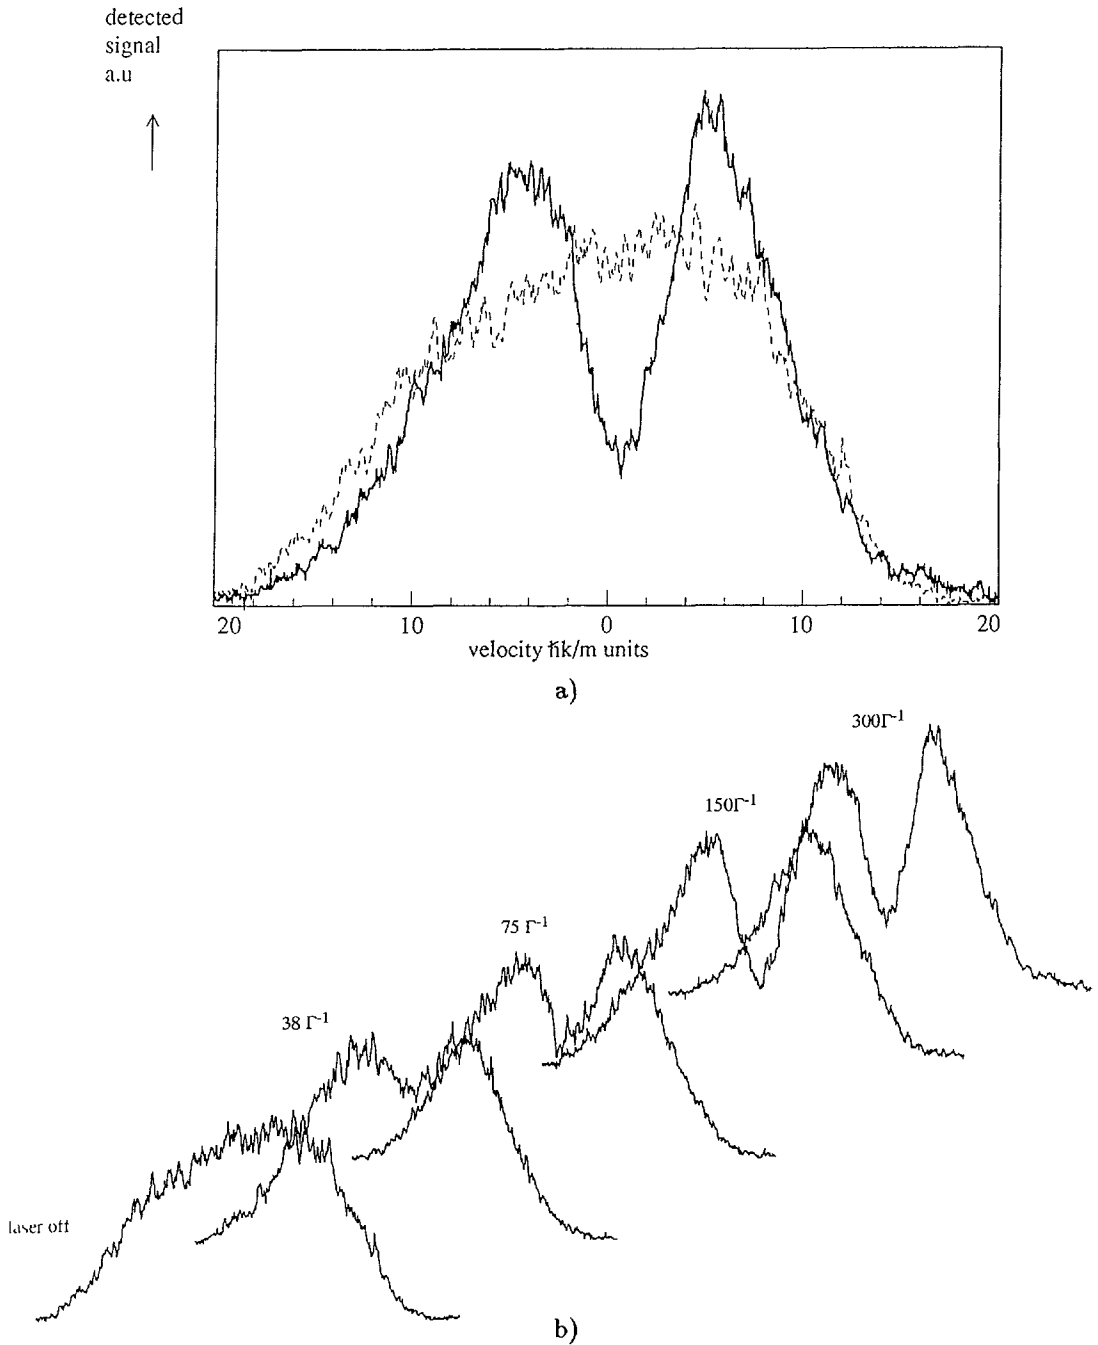 detected
signal
a.u
20 10 0 10 20
velocity ħk/m units
a)
300Γ-1
150Γ-1
75 Γ-1
38 Γ-1
laser off
b)